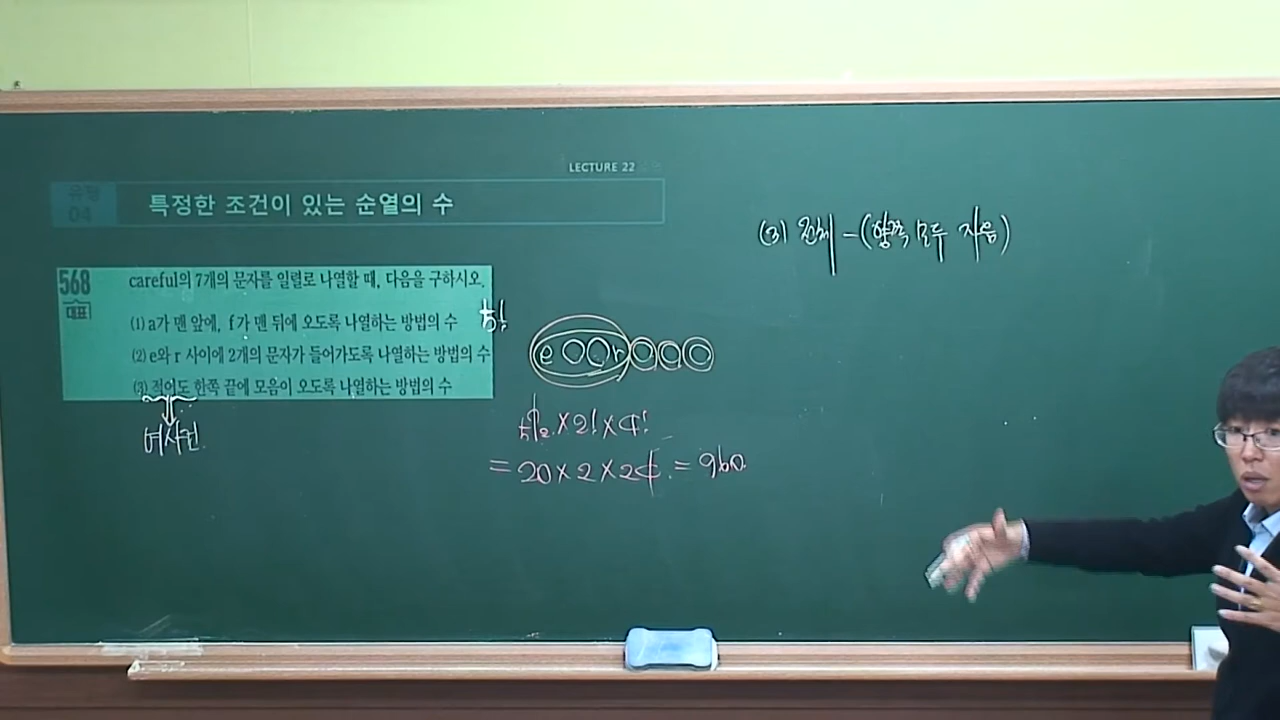 LECTURE 22
유형 04 특정한 조건이 있는 순열의 수
568 대표
careful의 7개의 문자를 일렬로 나열할 때, 다음을 구하시오.
(1) a가 맨 앞에, f가 맨 뒤에 오도록 나열하는 방법의 수
5!
(2) e와 r 사이에 2개의 문자가 들어가도록 나열하는 방법의 수
(3) 적어도 한쪽 끝에 모음이 오도록 나열하는 방법의 수
여사건
e r
₅P₂ × 2! × 4!
= 20 × 2 × 24 = 960
(3) 전체 - (양쪽 모두 자음)